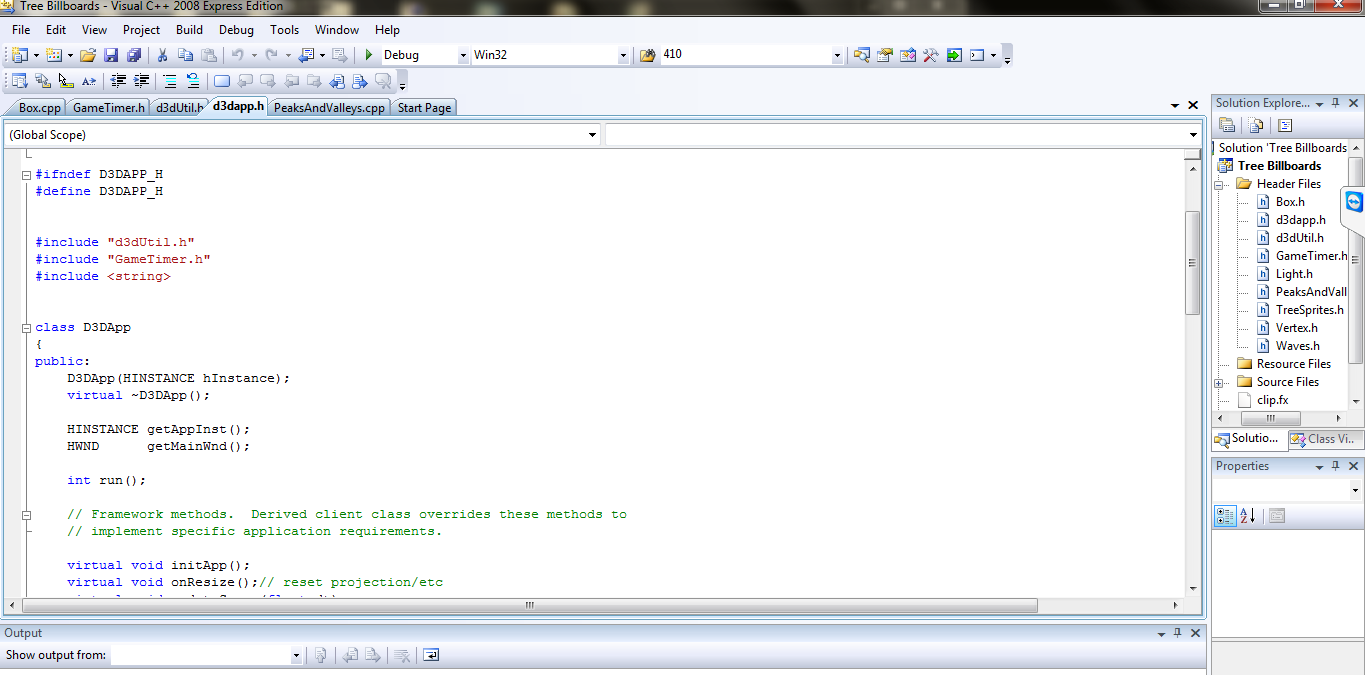 Tree Billboards - Visual C++ 2008 Express Edition
File Edit View Project Build Debug Tools Window Help
Debug Win32 410
Box.cpp GameTimer.h d3dUtil.h d3dapp.h PeaksAndValleys.cpp Start Page
(Global Scope)
#ifndef D3DAPP_H
#define D3DAPP_H
#include "d3dUtil.h"
#include "GameTimer.h"
#include <string>
class D3DApp
{
public:
D3DApp(HINSTANCE hInstance);
virtual ~D3DApp();
HINSTANCE getAppInst();
HWND getMainWnd();
int run();
// Framework methods.  Derived client class overrides these methods to
// implement specific application requirements.
virtual void initApp();
virtual void onResize();// reset projection/etc
Output
Show output from:
Solution Explore...
Solution 'Tree Billboards
Tree Billboards
Header Files
Box.h
d3dapp.h
d3dUtil.h
GameTimer.h
Light.h
PeaksAndVall
TreeSprites.h
Vertex.h
Waves.h
Resource Files
Source Files
clip.fx
Solutio... Class Vi...
Properties